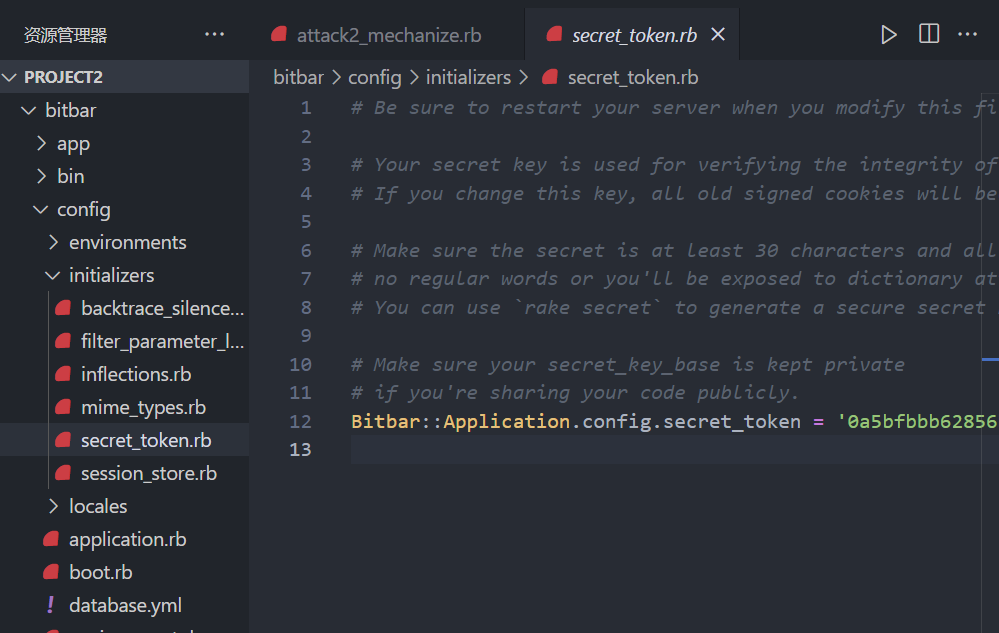 资源管理器
PROJECT2
bitbar
app
bin
config
environments
initializers
backtrace_silence...
filter_parameter_l...
inflections.rb
mime_types.rb
secret_token.rb
session_store.rb
locales
application.rb
boot.rb
database.yml
attack2_mechanize.rb
secret_token.rb
bitbar > config > initializers > secret_token.rb
1 # Be sure to restart your server when you modify this fi
2
3 # Your secret key is used for verifying the integrity of
4 # If you change this key, all old signed cookies will be
5
6 # Make sure the secret is at least 30 characters and all
7 # no regular words or you'll be exposed to dictionary at
8 # You can use `rake secret` to generate a secure secret
9
10 # Make sure your secret_key_base is kept private
11 # if you're sharing your code publicly.
12 Bitbar::Application.config.secret_token = '0a5bfbbb62856
13